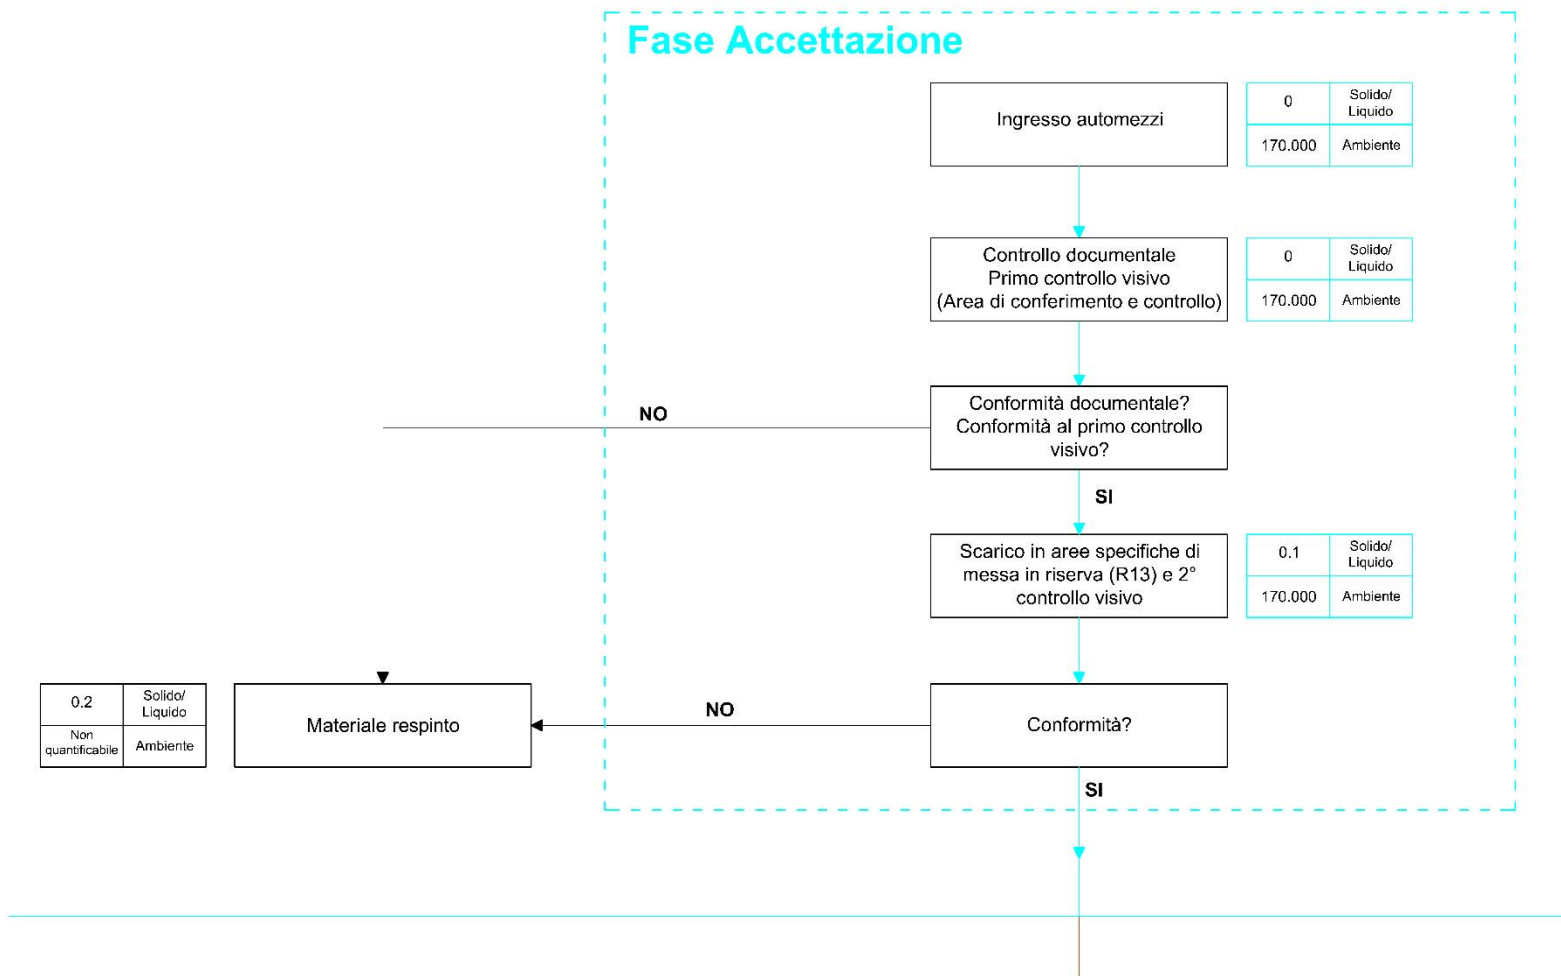 Fase Accettazione
Ingresso automezzi
0
Solido/
Liquido
170.000
Ambiente
Controllo documentale
Primo controllo visivo
(Area di conferimento e controllo)
0
Solido/
Liquido
170.000
Ambiente
Conformità documentale?
Conformità al primo controllo
visivo?
NO
SI
Scarico in aree specifiche di
messa in riserva (R13) e 2°
controllo visivo
0.1
Solido/
Liquido
170.000
Ambiente
0.2
Solido/
Liquido
Non
quantificabile
Ambiente
Materiale respinto
NO
Conformità?
SI